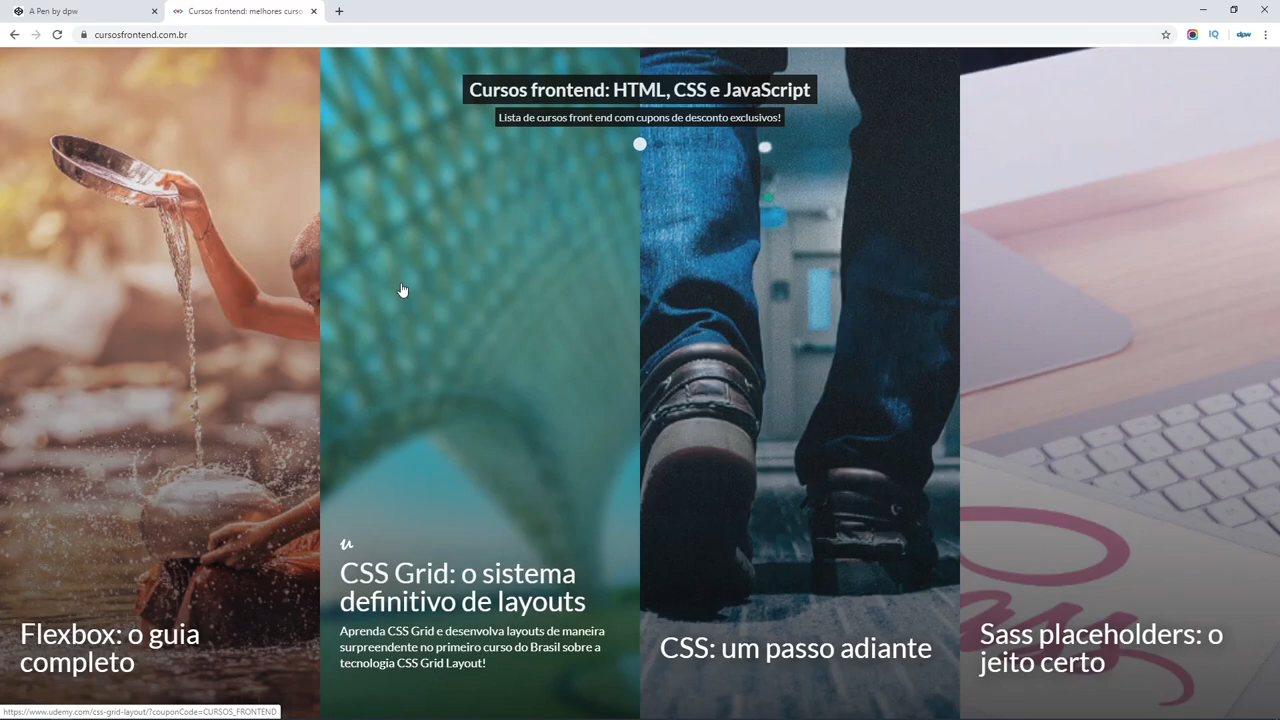 A Pen by dpw
Cursos frontend: melhores curso
cursosfrontend.com.br
IQ
dpw
Cursos frontend: HTML, CSS e JavaScript
Lista de cursos front end com cupons de desconto exclusivos!
Flexbox: o guia
completo
CSS Grid: o sistema
definitivo de layouts
Aprenda CSS Grid e desenvolva layouts de maneira
surpreendente no primeiro curso do Brasil sobre a
tecnologia CSS Grid Layout!
CSS: um passo adiante
Sass placeholders: o
jeito certo
https://www.udemy.com/css-grid-layout/?couponCode=CURSOS_FRONTEND